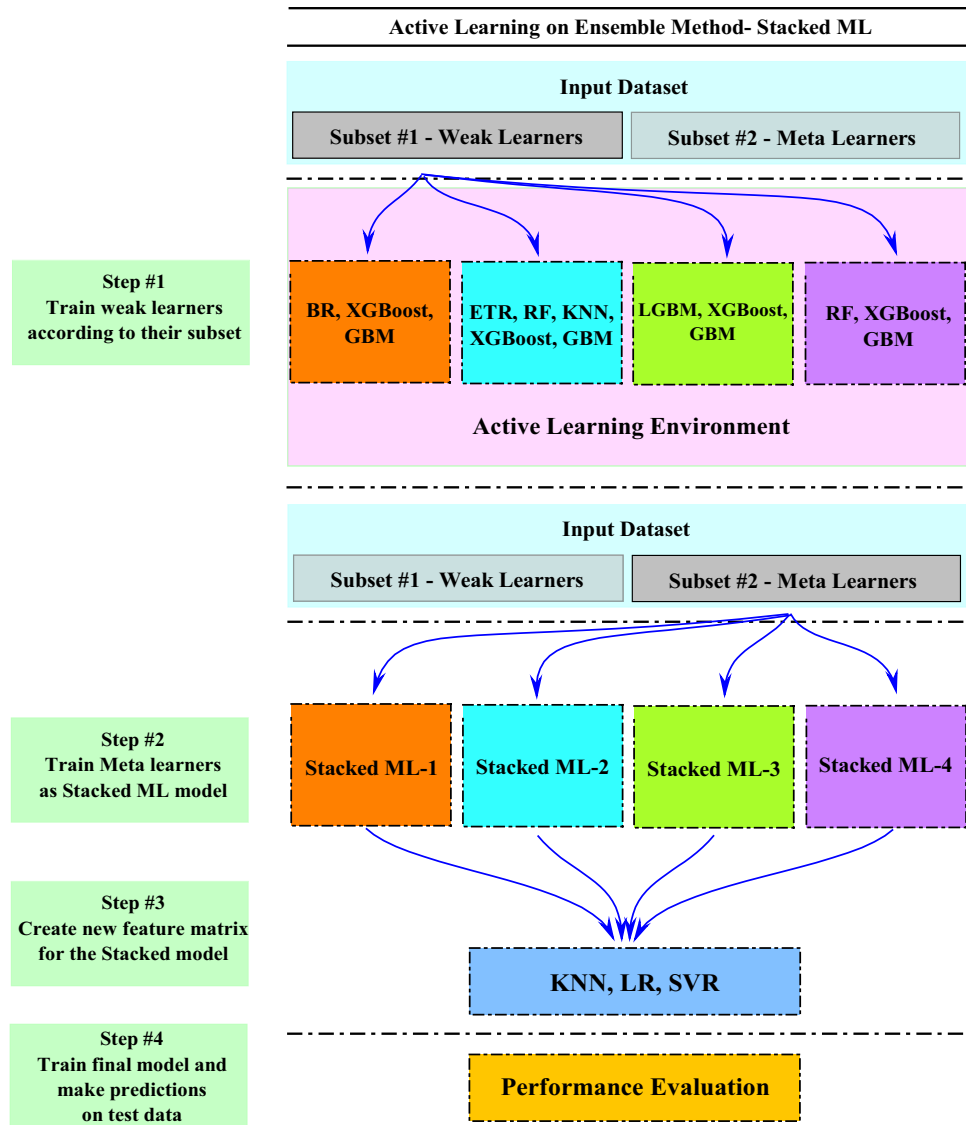 Active Learning on Ensemble Method- Stacked ML
Input Dataset
Subset #1 - Weak Learners
Subset #2 - Meta Learners
Step #1
Train weak learners
according to their subset
BR, XGBoost,
GBM
ETR, RF, KNN,
XGBoost, GBM
LGBM, XGBoost,
GBM
RF, XGBoost,
GBM
Active Learning Environment
Input Dataset
Subset #1 - Weak Learners
Subset #2 - Meta Learners
Step #2
Train Meta learners
as Stacked ML model
Stacked ML-1
Stacked ML-2
Stacked ML-3
Stacked ML-4
Step #3
Create new feature matrix
for the Stacked model
KNN, LR, SVR
Step #4
Train final model and
make predictions
on test data
Performance Evaluation